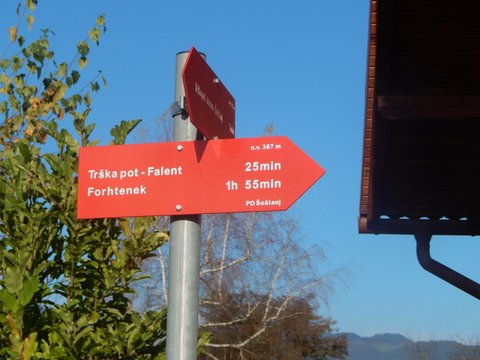 n.v. 367 m
Trška pot - Falent 25min
Forhtenek 1h 55min
PD Šoštanj